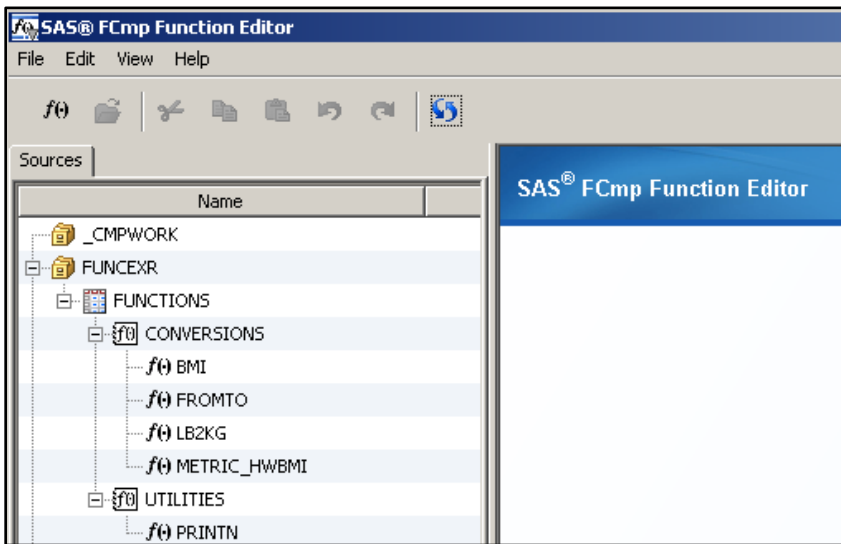 SAS® FCmp Function Editor
File Edit View Help
f(·)
Sources
Name
_CMPWORK
FUNCEXR
FUNCTIONS
f() CONVERSIONS
f(·) BMI
f(·) FROMTO
f(·) LB2KG
f(·) METRIC_HWBMI
f() UTILITIES
f(·) PRINTN
SAS® FCmp Function Editor